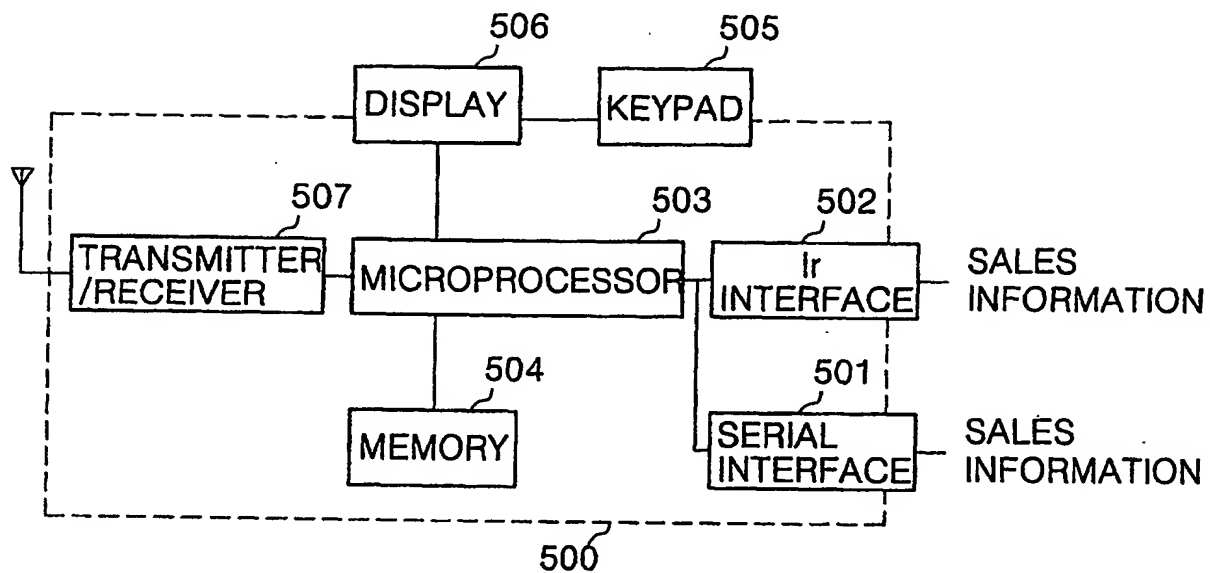 506
505
DISPLAY
KEYPAD
507
503
502
TRANSMITTER
/RECEIVER
MICROPROCESSOR
Ir
INTERFACE
SALES
INFORMATION
504
501
MEMORY
SERIAL
INTERFACE
SALES
INFORMATION
500